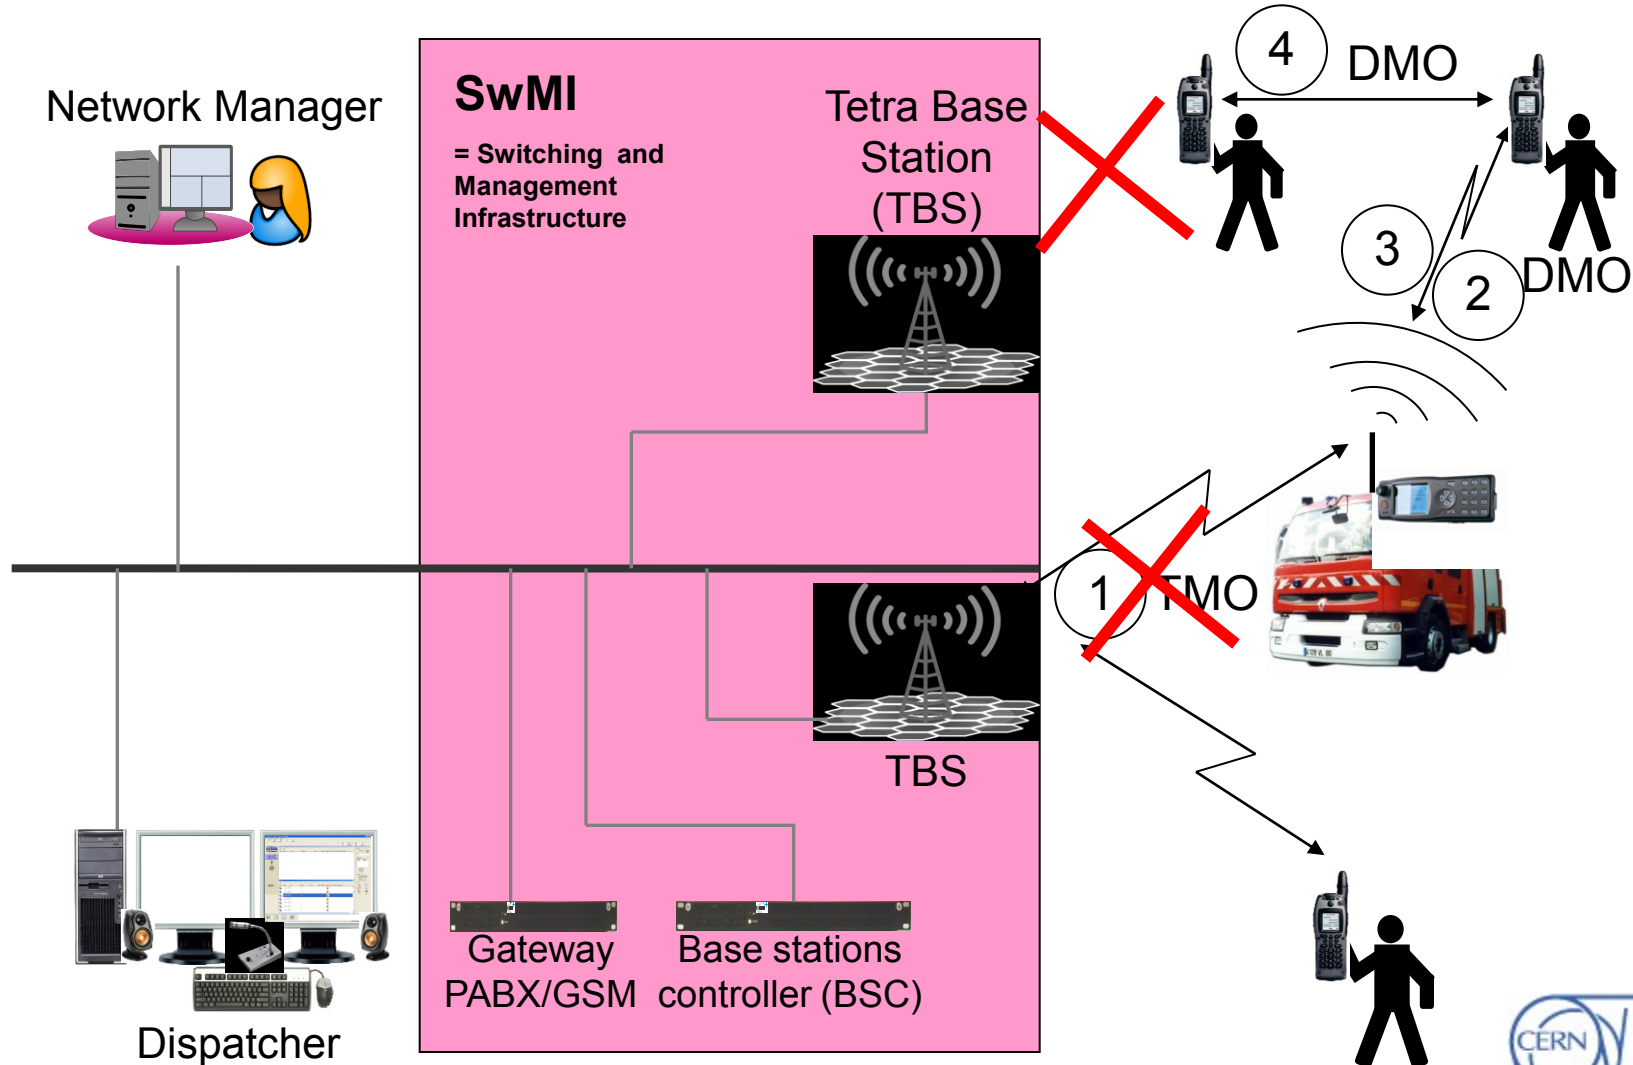 Network Manager
SwMI
= Switching and
Management
Infrastructure
Tetra Base
Station
(TBS)
4
DMO
3
2
DMO
1
TMO
TBS
Gateway
PABX/GSM
Base stations
controller (BSC)
Dispatcher
CERN